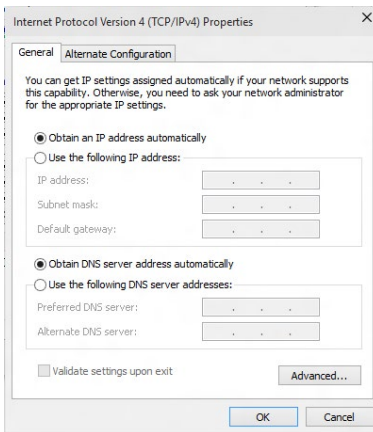 Internet Protocol Version 4 (TCP/IPv4) Properties
General
Alternate Configuration
You can get IP settings assigned automatically if your network supports
this capability. Otherwise, you need to ask your network administrator
for the appropriate IP settings.
Obtain an IP address automatically
Use the following IP address:
IP address:
Subnet mask:
Default gateway:
Obtain DNS server address automatically
Use the following DNS server addresses:
Preferred DNS server:
Alternate DNS server:
Validate settings upon exit
Advanced...
OK
Cancel